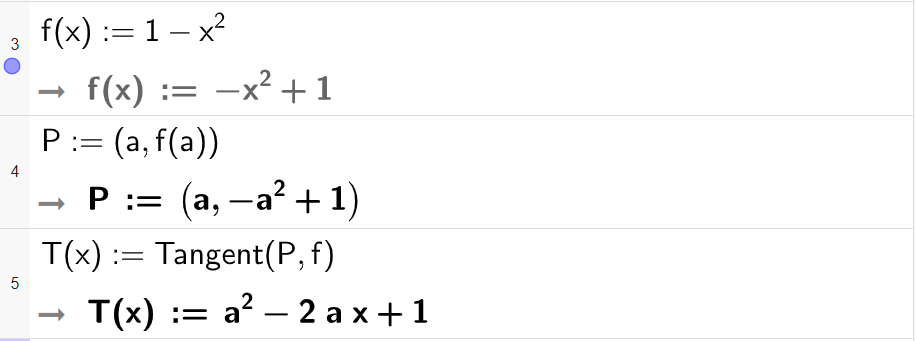 3
f(x) := 1 − x²
→ f(x) := −x² + 1
4
P := (a, f(a))
→ P := (a, −a² + 1)
5
T(x) := Tangent(P, f)
→ T(x) := a² − 2 a x + 1